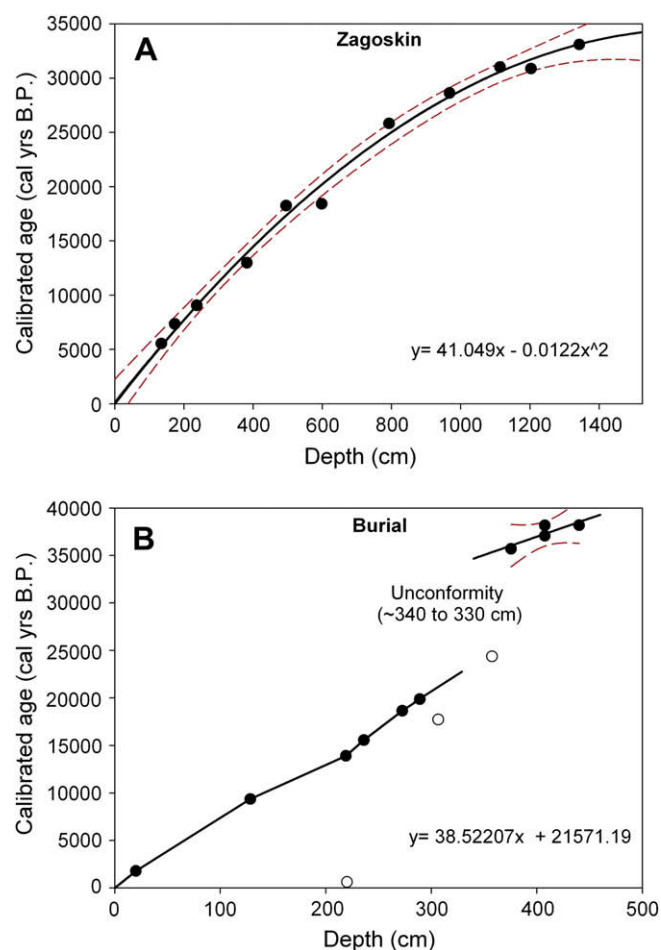 A
Zagoskin
Calibrated age (cal yrs B.P.)
35000
30000
25000
20000
15000
10000
5000
0
y= 41.049x - 0.0122x^2
0 200 400 600 800 1000 1200 1400
Depth (cm)
B
Burial
Calibrated age (cal yrs B.P.)
40000
35000
30000
25000
20000
15000
10000
5000
0
Unconformity
(~340 to 330 cm)
y= 38.52207x + 21571.19
0 100 200 300 400 500
Depth (cm)